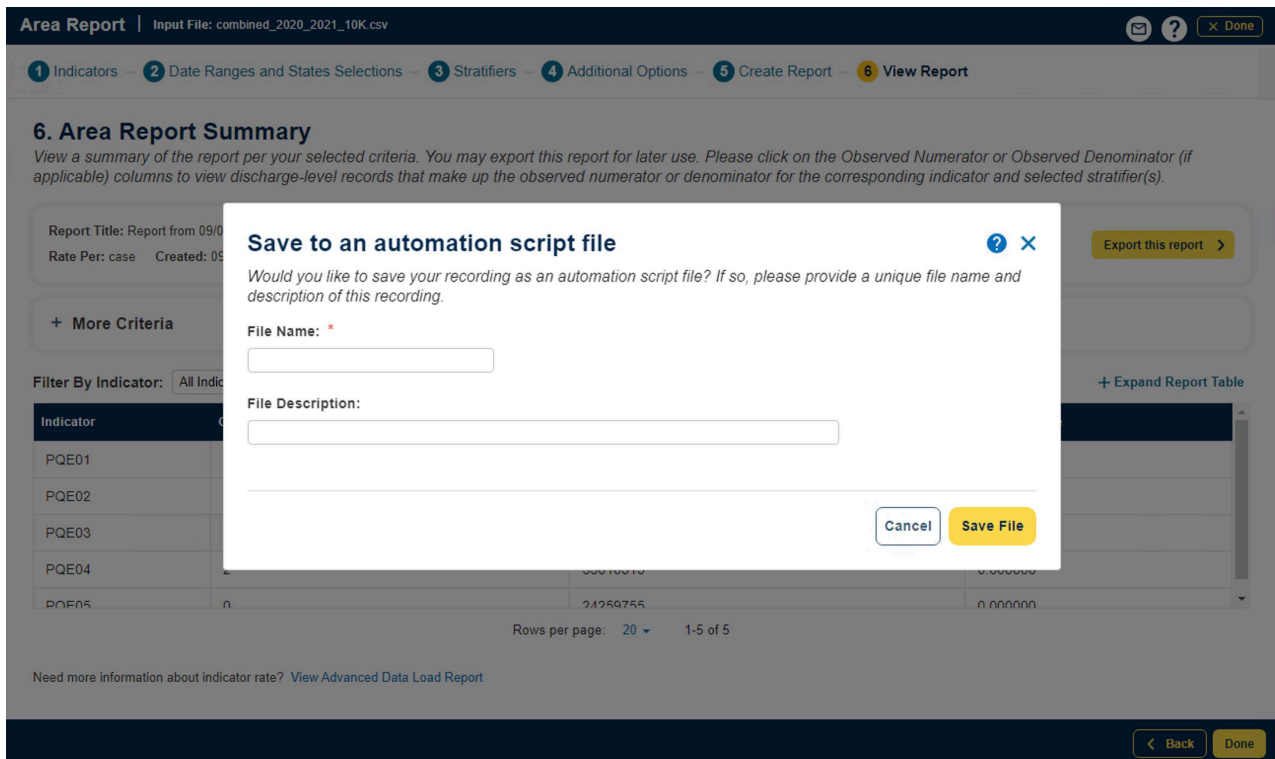 Area Report | Input File: combined_2020_2021_10K.csv
? × Done
1 Indicators – 2 Date Ranges and States Selections – 3 Stratifiers – 4 Additional Options – 5 Create Report – 6 View Report
6. Area Report Summary
View a summary of the report per your selected criteria. You may export this report for later use. Please click on the Observed Numerator or Observed Denominator (if
applicable) columns to view discharge-level records that make up the observed numerator or denominator for the corresponding indicator and selected stratifier(s).
Report Title: Report from 09/0
Rate Per: case Created: 09
Export this report >
+ More Criteria
Filter By Indicator: All Indic
+ Expand Report Table
Save to an automation script file
? ×
Would you like to save your recording as an automation script file? If so, please provide a unique file name and
description of this recording.
File Name: *
File Description:
Cancel Save File
Indicator
PQE01
PQE02
PQE03
PQE04
PQE05 0 24259755 0.000000
Rows per page: 20 1-5 of 5
Need more information about indicator rate? View Advanced Data Load Report
< Back Done